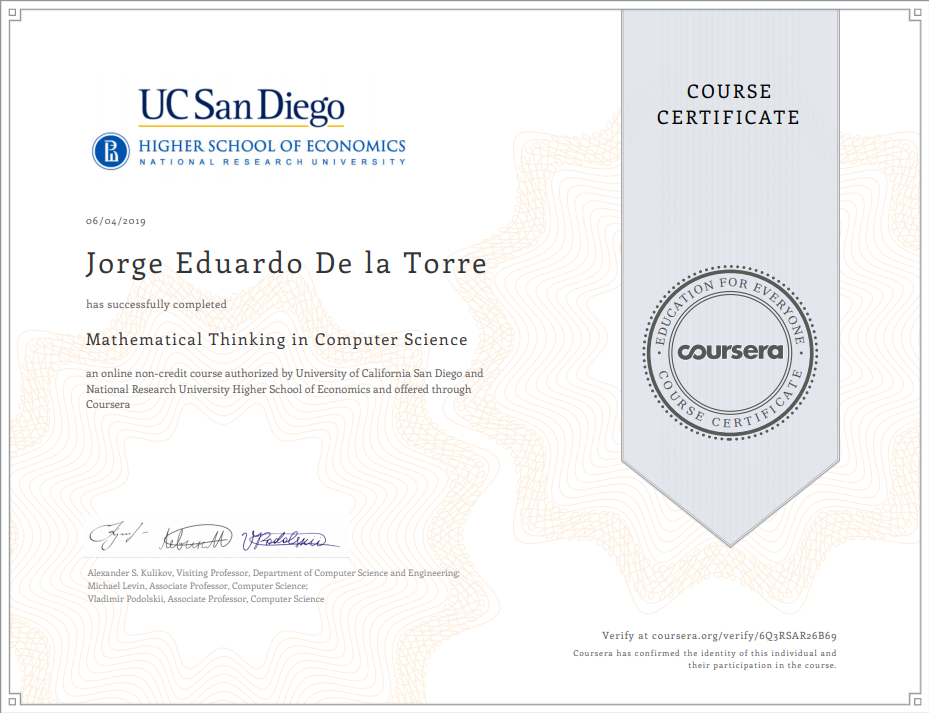 UC San Diego
HIGHER SCHOOL OF ECONOMICS
NATIONAL RESEARCH UNIVERSITY
COURSE
CERTIFICATE
06/04/2019
Jorge Eduardo De la Torre
has successfully completed
Mathematical Thinking in Computer Science
an online non-credit course authorized by University of California San Diego and
National Research University Higher School of Economics and offered through
Coursera
EDUCATION FOR EVERYONE
coursera
COURSE CERTIFICATE
VPodolskii
Alexander S. Kulikov, Visiting Professor, Department of Computer Science and Engineering;
Michael Levin, Associate Professor, Computer Science;
Vladimir Podolskii, Associate Professor, Computer Science
Verify at coursera.org/verify/6Q3RSAR26B69
Coursera has confirmed the identity of this individual and
their participation in the course.